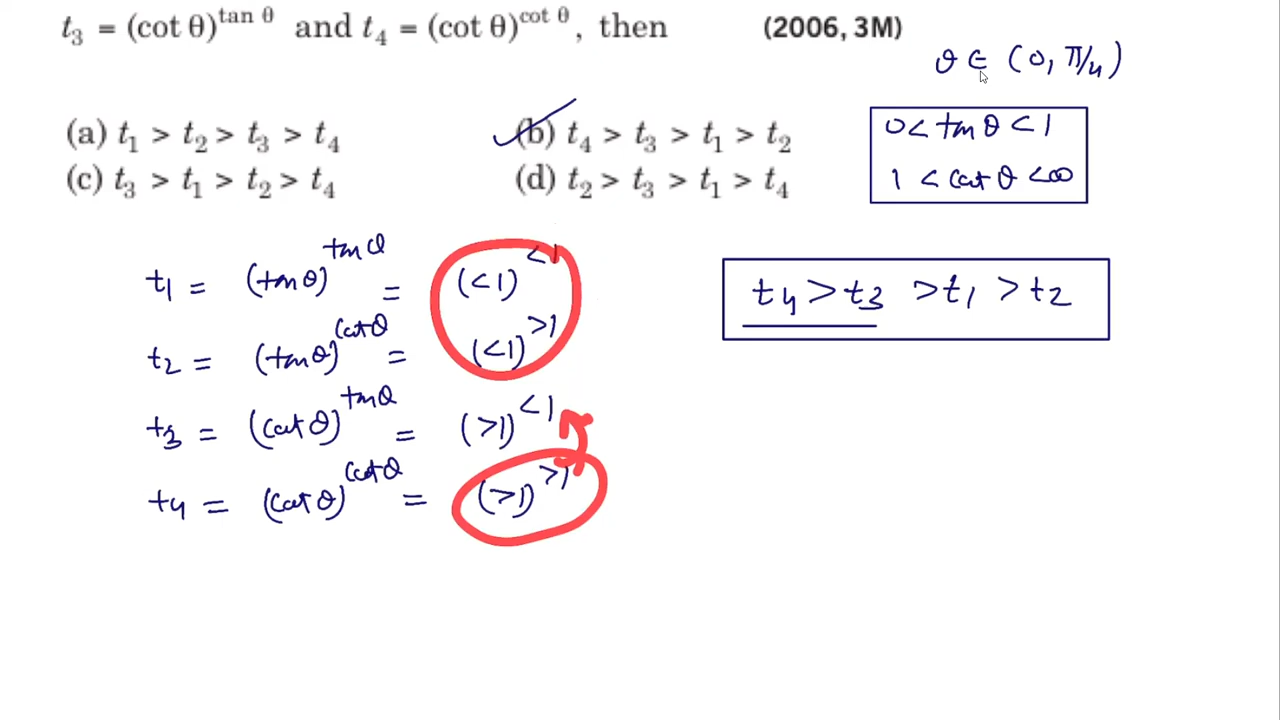 t₃ = (cot θ)^tan θ and t₄ = (cot θ)^cot θ, then (2006, 3M)
θ ∈ (0, π/4)
(a) t₁ > t₂ > t₃ > t₄ (b) t₄ > t₃ > t₁ > t₂
(c) t₃ > t₁ > t₂ > t₄ (d) t₂ > t₃ > t₁ > t₄
0 < tan θ < 1
1 < cot θ < ∞
t₁ = (tan θ)^tan θ = (<1)^<1
t₂ = (tan θ)^cot θ = (<1)^>1
t₃ = (cot θ)^tan θ = (>1)^<1
t₄ = (cot θ)^cot θ = (>1)^>1
t₄ > t₃ > t₁ > t₂